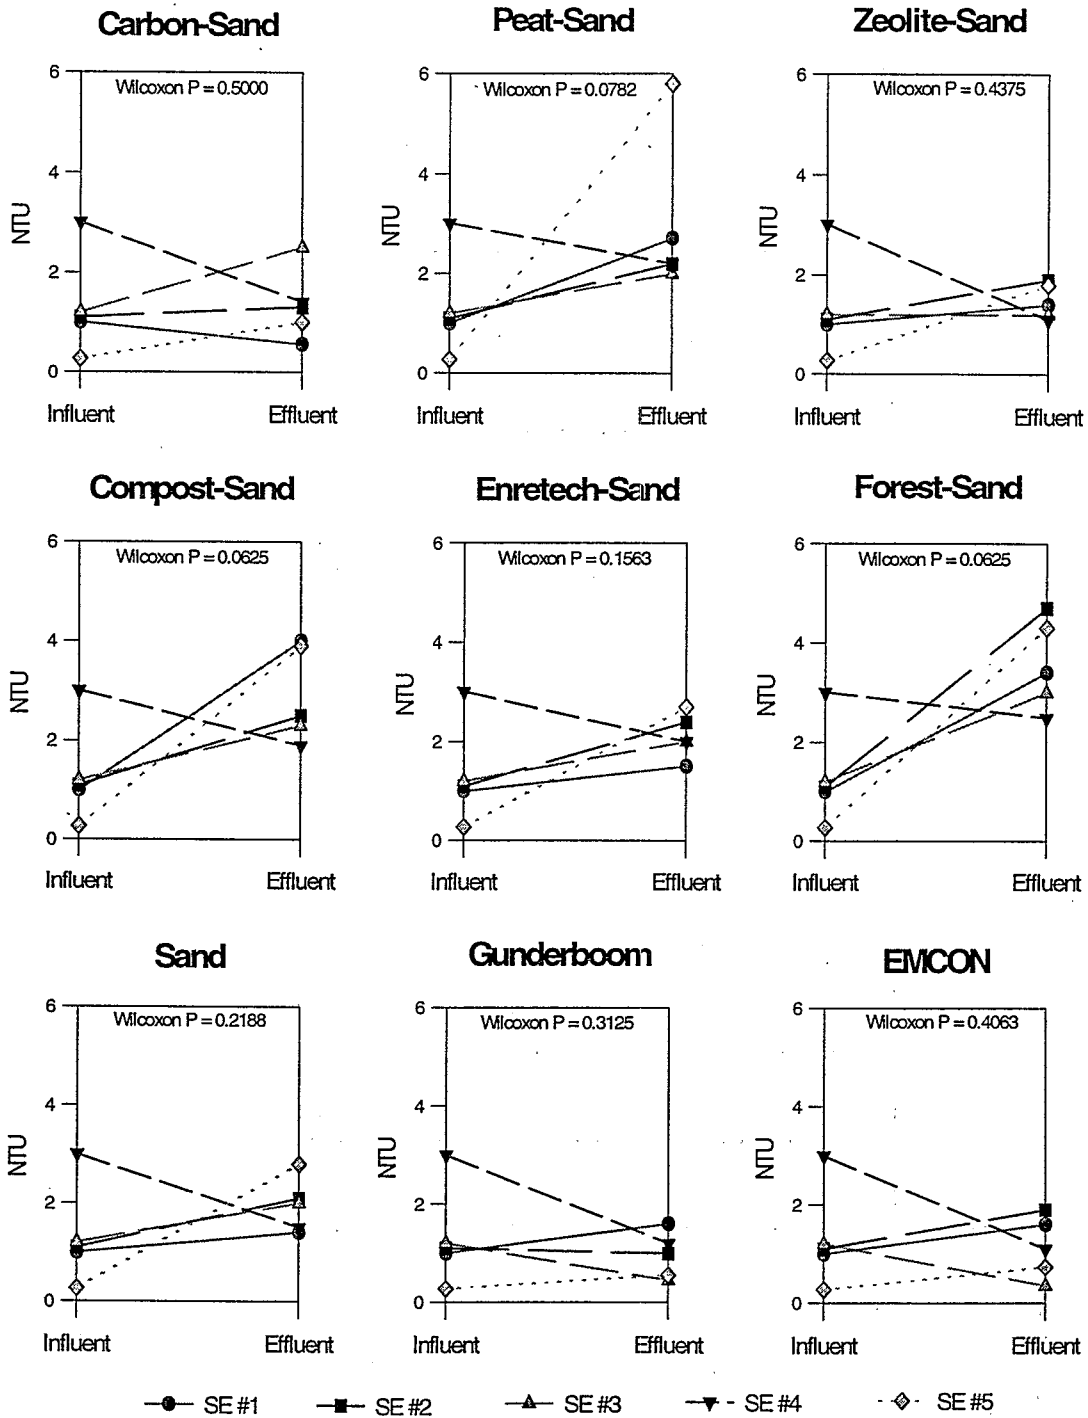 Carbon-Sand
Peat-Sand
Zeolite-Sand
6
Wilcoxon P = 0.5000
4
2
0
NTU
Influent
Effluent
6
Wilcoxon P = 0.0782
4
2
0
NTU
Influent
Effluent
6
Wilcoxon P = 0.4375
4
2
0
NTU
Influent
Effluent
Compost-Sand
Enretech-Sand
Forest-Sand
6
Wilcoxon P = 0.0625
4
2
0
NTU
Influent
Effluent
6
Wilcoxon P = 0.1563
4
2
0
NTU
Influent
Effluent
6
Wilcoxon P = 0.0625
4
2
0
NTU
Influent
Effluent
Sand
Gunderboom
EMCON
6
Wilcoxon P = 0.2188
4
2
0
NTU
Influent
Effluent
6
Wilcoxon P = 0.3125
4
2
0
NTU
Influent
Effluent
6
Wilcoxon P = 0.4063
4
2
0
NTU
Influent
Effluent
SE #1 SE #2 SE #3 SE #4 SE #5